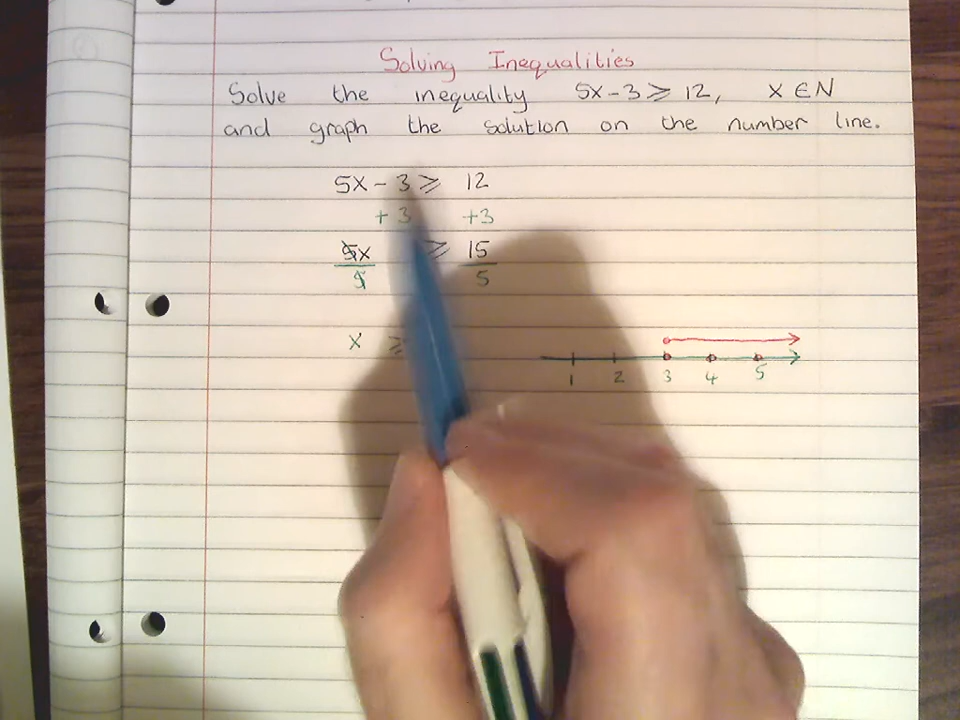 Solving Inequalities
Solve the inequality 5x - 3 ⩾ 12, x ∈ N
and graph the solution on the number line.
5x - 3 ⩾ 12
+ 3 +3
5x ⩾ 15
5 5
x ⩾
1 2 3 4 5